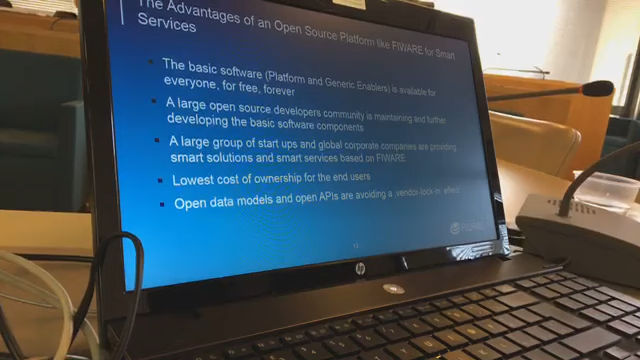 The Advantages of an Open Source Platform like FIWARE for Smart
Services
The basic software (Platform and Generic Enablers) is available for
everyone, for free, forever
A large open source developers community is maintaining and further
developing the basic software components
A large group of start ups and global corporate companies are providing
smart solutions and smart services based on FIWARE
Lowest cost of ownership for the end users
Open data models and open APIs are avoiding a „vendor-lock-in“ effect
hp